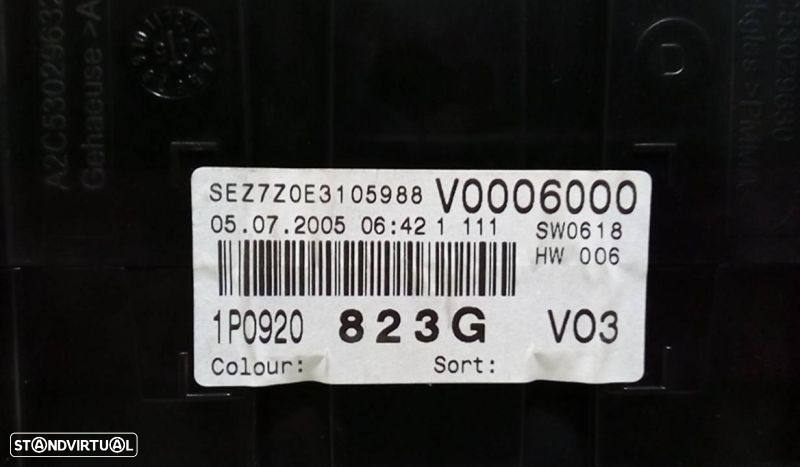 SEZ7Z0E3105988 V0006000
05.07.2005 06:42 1 111 SW0618
HW 006
1P0920 823G V03
Colour: Sort:
A2C5302963
Gehaeuse >A
STANDVIRTUAL